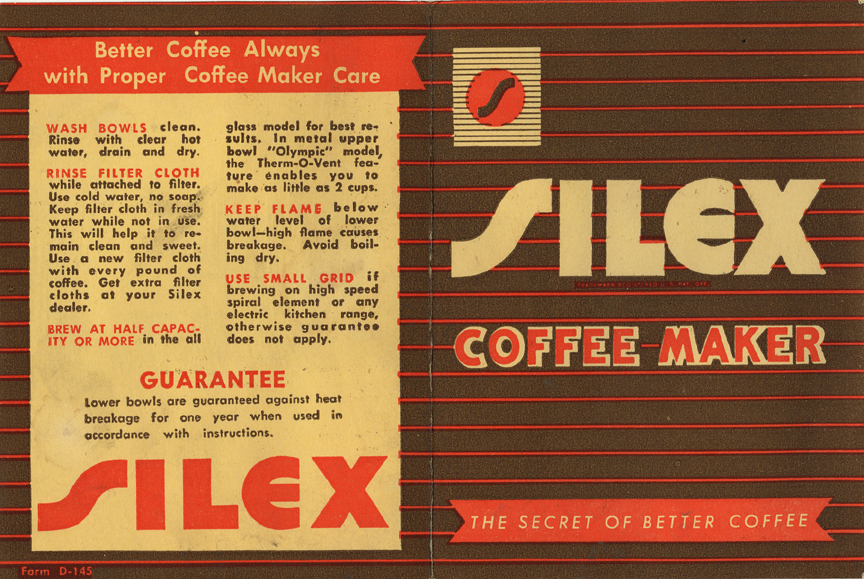 Better Coffee Always
with Proper Coffee Maker Care
WASH BOWLS clean.
Rinse with clear hot
water, drain and dry.
RINSE FILTER CLOTH
while attached to filter.
Use cold water, no soap.
Keep filter cloth in fresh
water while not in use.
This will help it to re-
main clean and sweet.
Use a new filter cloth
with every pound of
coffee. Get extra filter
cloths at your Silex
dealer.
BREW AT HALF CAPAC-
ITY OR MORE in the all
glass model for best re-
sults. In metal upper
bowl "Olympic" model,
the Therm-O-Vent fea-
ture enables you to
make as little as 2 cups.
KEEP FLAME below
water level of lower
bowl—high flame causes
breakage. Avoid boil-
ing dry.
USE SMALL GRID if
brewing on high speed
spiral element or any
electric kitchen range,
otherwise guarantee
does not apply.
GUARANTEE
Lower bowls are guaranteed against heat
breakage for one year when used in
accordance with instructions.
SILEX
Form D-145
S
SILEX
TRADEMARK REGISTERED U. S. PAT. OFF.
COFFEE MAKER
THE SECRET OF BETTER COFFEE